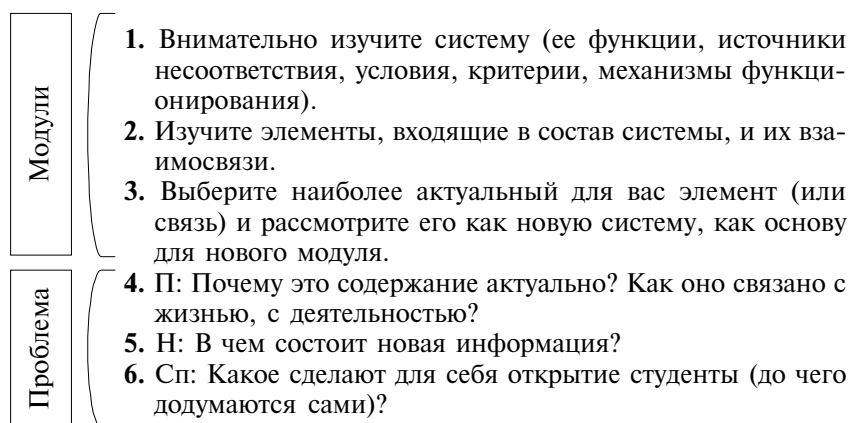 Модули
1. Внимательно изучите систему (ее функции, источники
несоответствия, условия, критерии, механизмы функци-
онирования).
2. Изучите элементы, входящие в состав системы, и их вза-
имосвязи.
3. Выберите наиболее актуальный для вас элемент (или
связь) и рассмотрите его как новую систему, как основу
для нового модуля.
Проблема
4. П: Почему это содержание актуально? Как оно связано с
жизнью, с деятельностью?
5. Н: В чем состоит новая информация?
6. Сп: Какое сделают для себя открытие студенты (до чего
додумаются сами)?